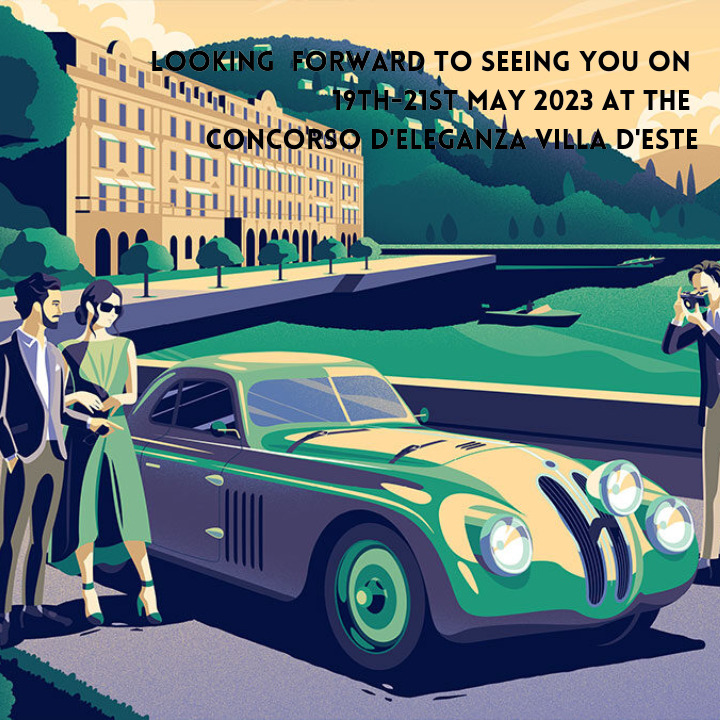 LOOKING FORWARD TO SEEING YOU ON
19TH-21ST MAY 2023 AT THE
CONCORSO D'ELEGANZA VILLA D'ESTE